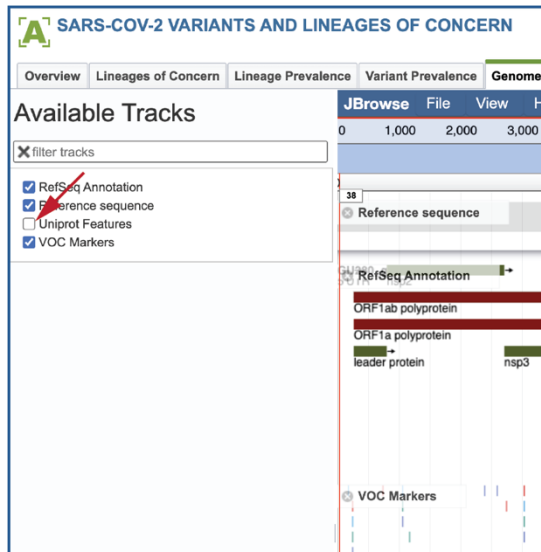 [A] SARS-COV-2 VARIANTS AND LINEAGES OF CONCERN
Overview
Lineages of Concern
Lineage Prevalence
Variant Prevalence
Genome
Available Tracks
filter tracks
RefSeq Annotation
Reference sequence
Uniprot Features
VOC Markers
JBrowse File View H
0 1,000 2,000 3,000
38
Reference sequence
RefSeq Annotation
nsp2
ORF1ab polyprotein
ORF1a polyprotein
leader protein
nsp3
VOC Markers